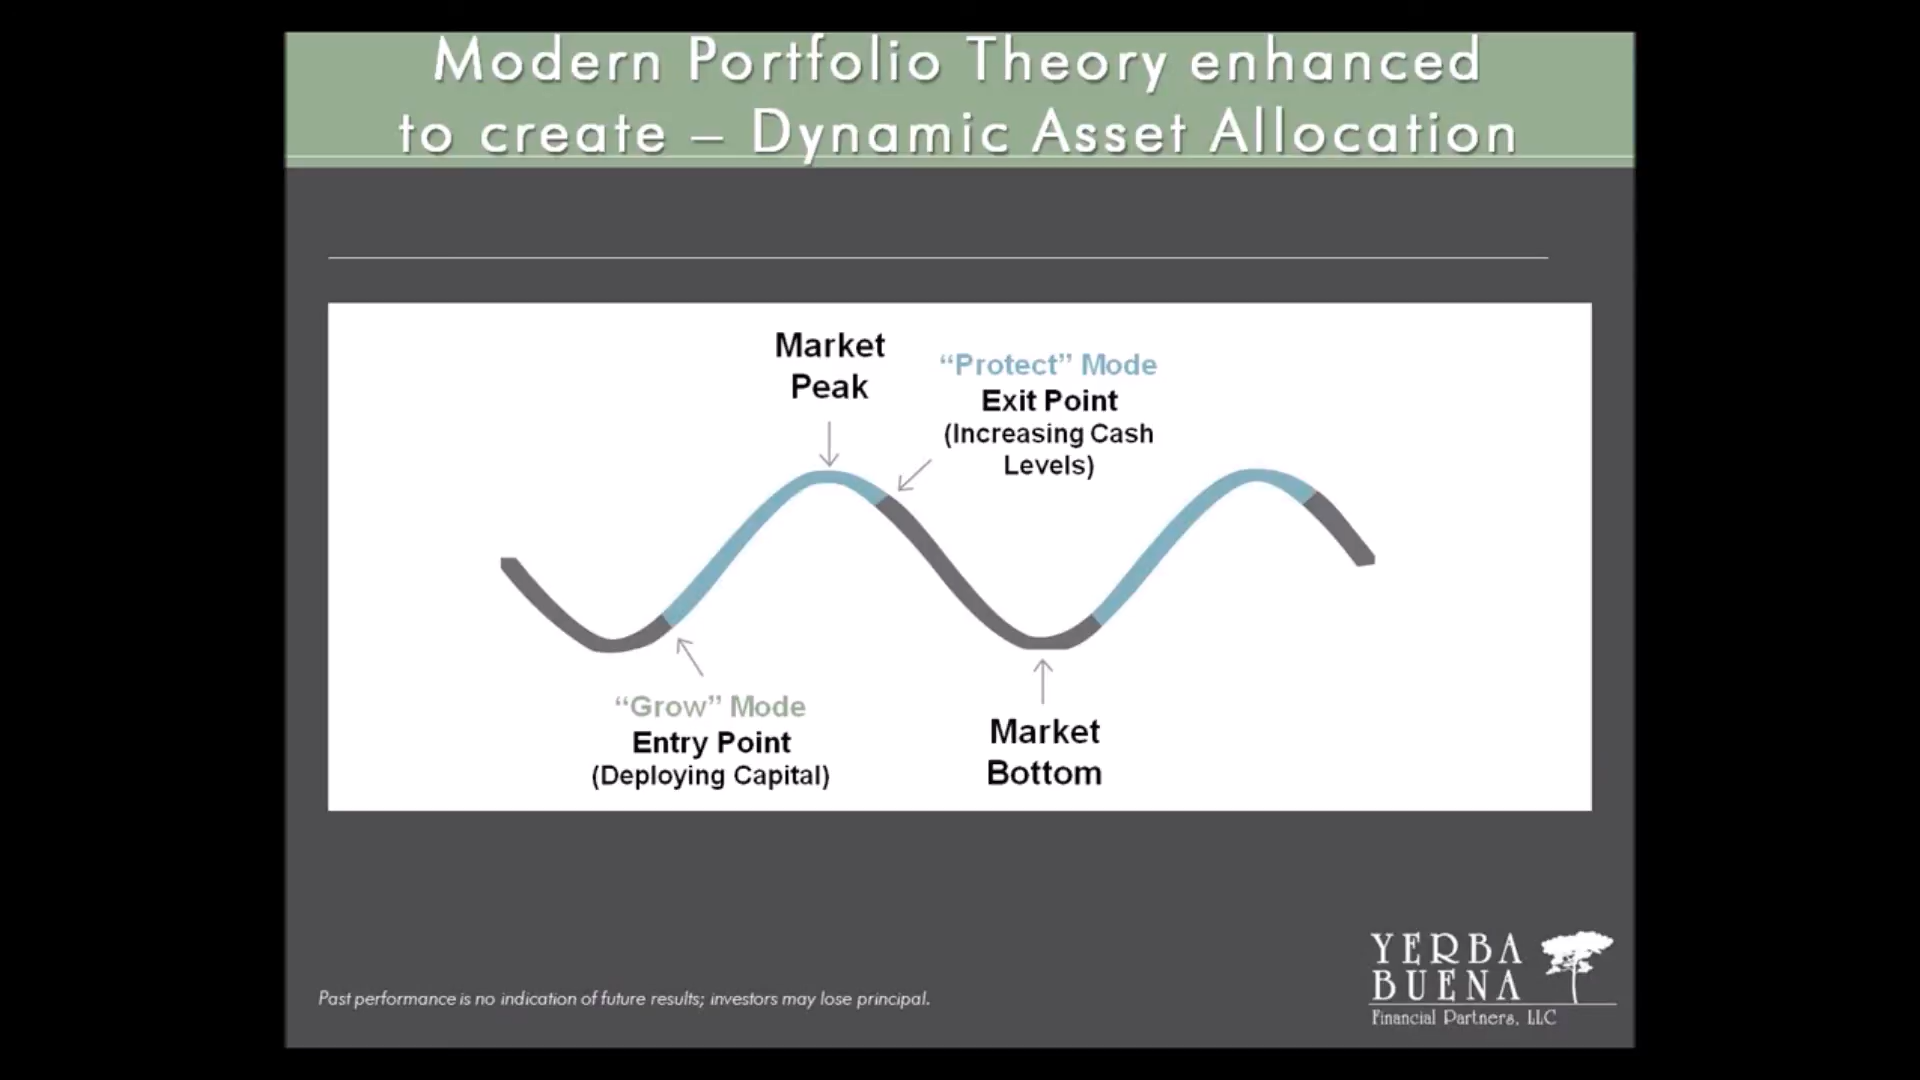 Modern Portfolio Theory enhanced
to create – Dynamic Asset Allocation
Market
Peak
“Protect” Mode
Exit Point
(Increasing Cash
Levels)
“Grow” Mode
Entry Point
(Deploying Capital)
Market
Bottom
Past performance is no indication of future results; investors may lose principal.
YERBA
BUENA
Financial Partners, LLC